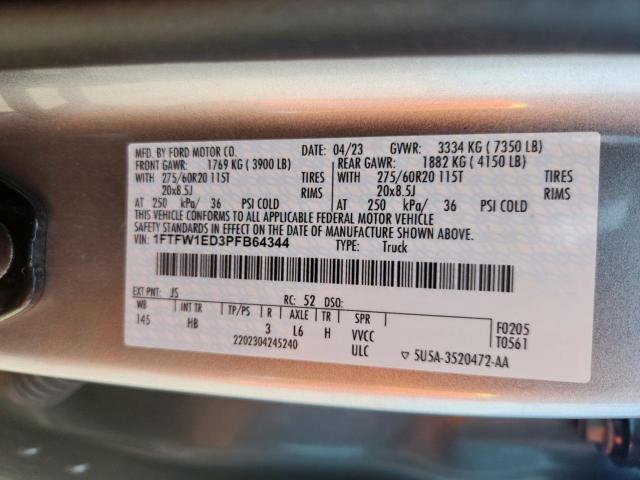 MFD. BY FORD MOTOR CO. DATE: 04/23 GVWR: 3334 KG ( 7350 LB)
FRONT GAWR: 1769 KG ( 3900 LB) REAR GAWR: 1882 KG ( 4150 LB)
WITH 275/60R20 115T TIRES WITH 275/60R20 115T TIRES
20x8.5J RIMS 20x8.5J RIMS
AT 250 kPa/ 36 PSI COLD AT 250 kPa/ 36 PSI COLD
THIS VEHICLE CONFORMS TO ALL APPLICABLE FEDERAL MOTOR VEHICLE
SAFETY STANDARDS IN EFFECT ON THE DATE OF MANUFACTURE SHOWN ABOVE.
VIN: 1FTFW1ED3PFB64344 TYPE: Truck
EXT PNT: JS RC: 52 DSO:
WB INT TR TP/PS R AXLE TR SPR
145 HB 3 L6 H VVCC F0205
2202304245240 ULC ▽ 5U5A-3520472-AA T0561